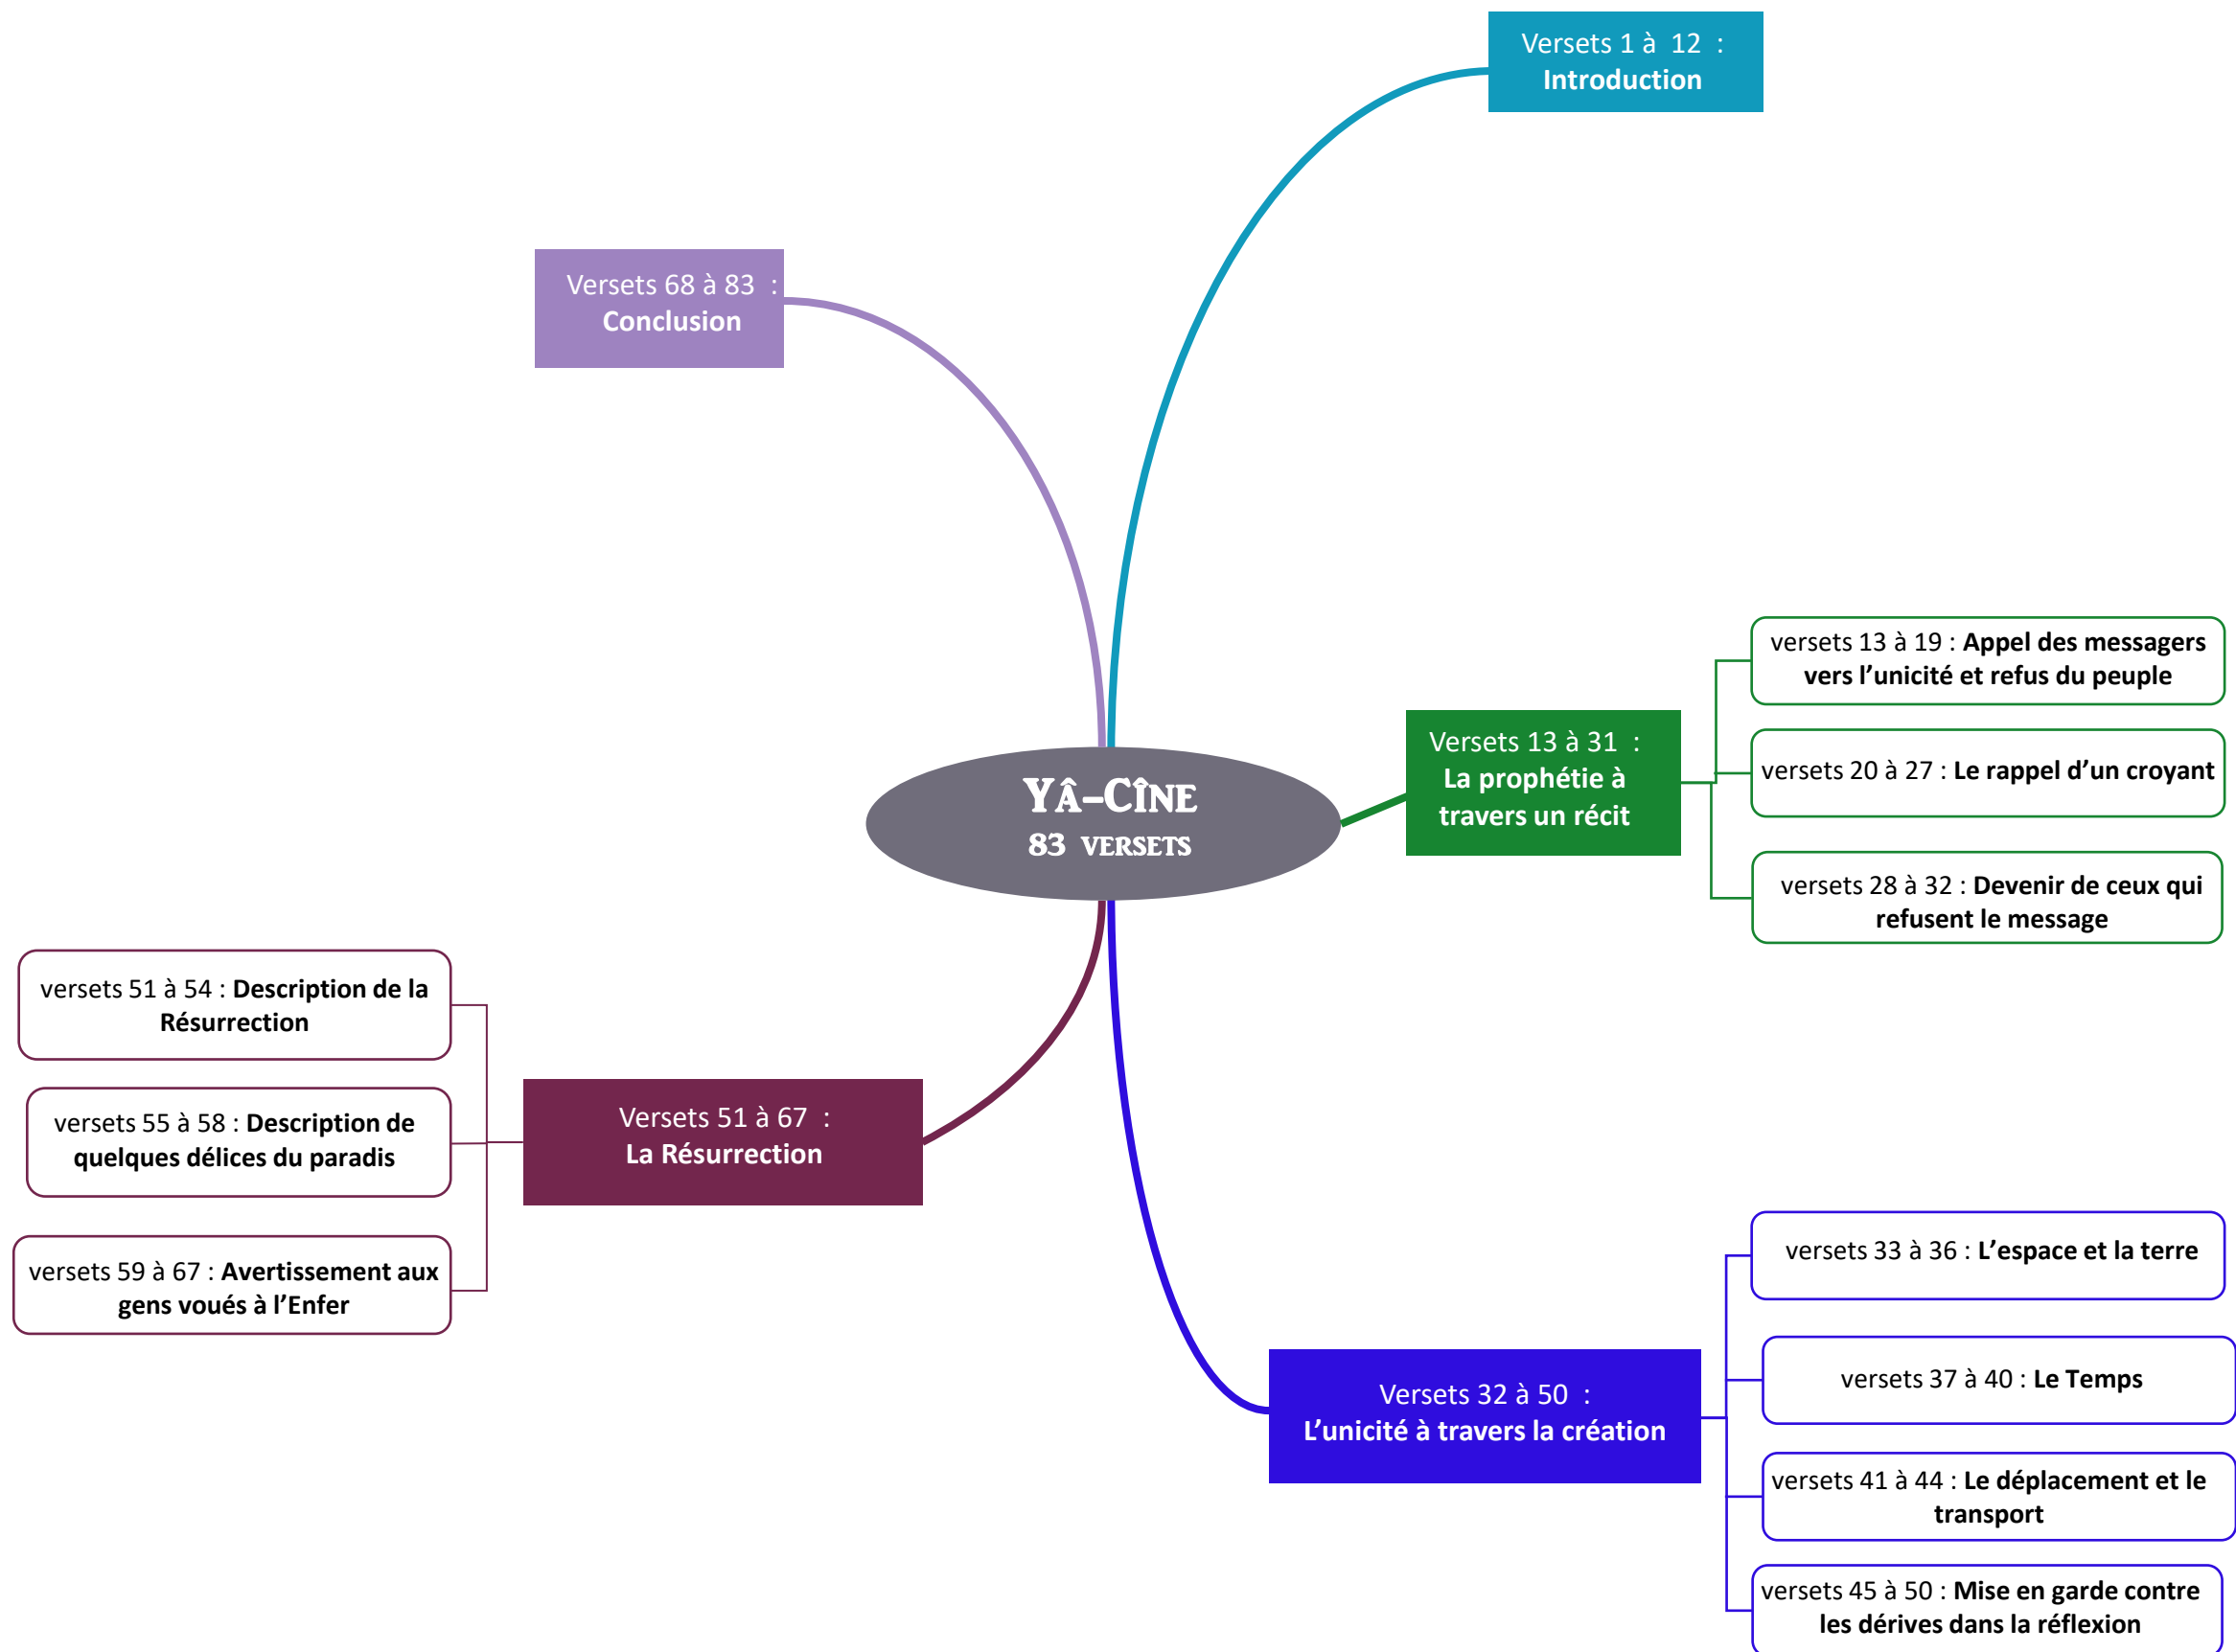 YÂ-CÎNE
83 VERSETS
Versets 1 à 12 :
Introduction
Versets 13 à 31 :
La prophétie à
travers un récit
versets 13 à 19 : Appel des messagers
vers l’unicité et refus du peuple
versets 20 à 27 : Le rappel d’un croyant
versets 28 à 32 : Devenir de ceux qui
refusent le message
Versets 32 à 50 :
L’unicité à travers la création
versets 33 à 36 : L’espace et la terre
versets 37 à 40 : Le Temps
versets 41 à 44 : Le déplacement et le
transport
versets 45 à 50 : Mise en garde contre
les dérives dans la réflexion
Versets 51 à 67 :
La Résurrection
versets 51 à 54 : Description de la
Résurrection
versets 55 à 58 : Description de
quelques délices du paradis
versets 59 à 67 : Avertissement aux
gens voués à l’Enfer
Versets 68 à 83 :
Conclusion